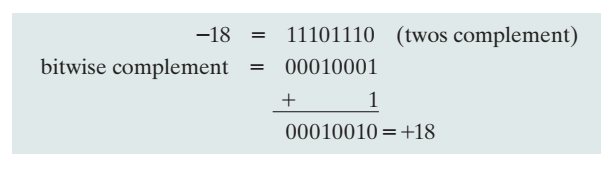 −18 = 11101110 (twos complement)
bitwise complement = 00010001
+ 1
00010010 = +18